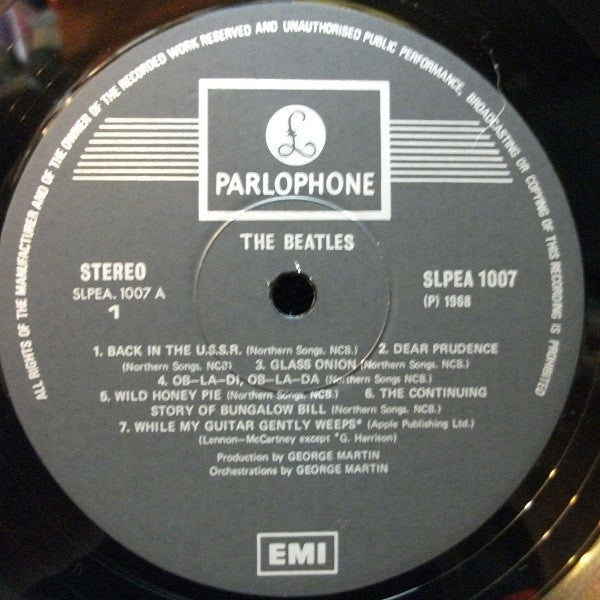 ALL RIGHTS OF THE MANUFACTURER AND OF THE OWNER OF THE RECORDED WORK RESERVED AND UNAUTHORISED PUBLIC PERFORMANCE, BROADCASTING OR COPYING OF THIS RECORDING IS PROHIBITED
£
PARLOPHONE
THE BEATLES
STEREO
SLPEA. 1007 A
1
SLPEA 1007
(P) 1968
1. BACK IN THE U.S.S.R. (Northern Songs, NCB.) 2. DEAR PRUDENCE
(Northern Songs, NCB.) 3. GLASS ONION (Northern Songs, NCB.)
4. OB-LA-DI, OB-LA-DA (Northern Songs, NCB.)
5. WILD HONEY PIE (Northern Songs, NCB.) 6. THE CONTINUING
STORY OF BUNGALOW BILL (Northern Songs, NCB.)
7. WHILE MY GUITAR GENTLY WEEPS* (Apple Publishing Ltd.)
(Lennon-McCartney except *G. Harrison)
Production by GEORGE MARTIN
Orchestrations by GEORGE MARTIN
EMI